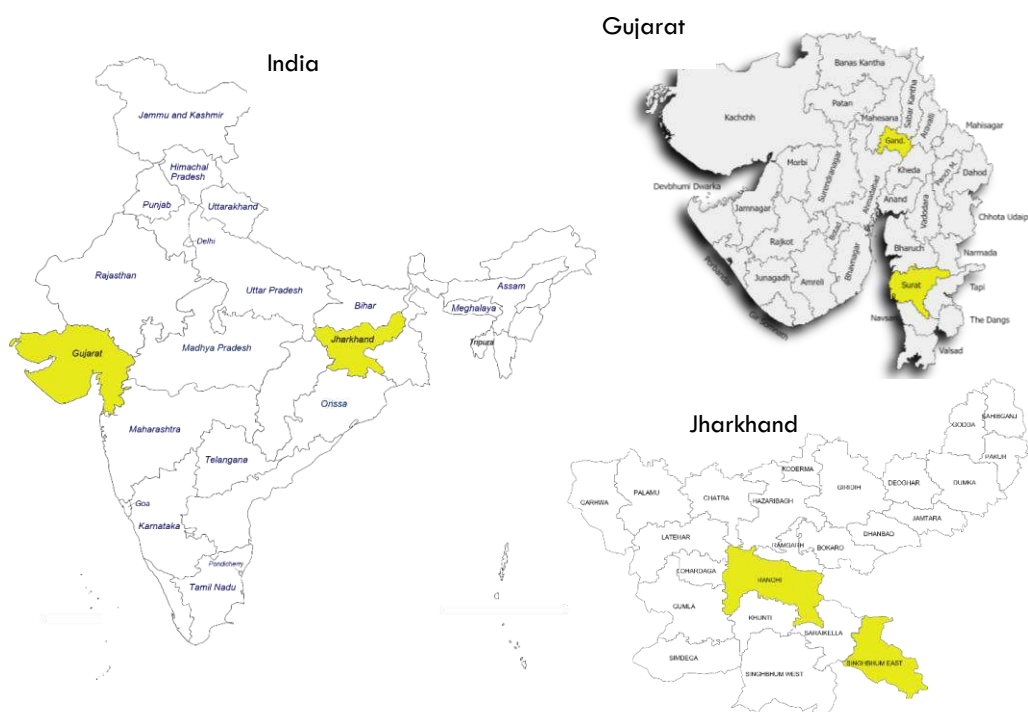 India
Jammu and Kashmir
Himachal
Pradesh
Punjab
Uttarakhand
Delhi
Rajasthan
Uttar Pradesh
Bihar
Assam
Meghalaya
Tripura
Gujarat
Madhya Pradesh
Jharkhand
Orissa
Maharashtra
Telangana
Goa
Karnataka
Pondicherry
Tamil Nadu
Gujarat
Banas Kantha
Patan
Sabar Kantha
Mahesana
Aravalli
Kachchh
Mahisagar
Gand.
Morbi
Surendranagar
Kheda
Panch M.
Dahod
Devbhumi Dwarka
Ahmadabad
Anand
Vadodara
Jamnagar
Chhota Udaip
Rajkot
Botad
Bhavnagar
Bharuch
Narmada
Porbandar
Junagadh
Amreli
Surat
Tapi
Gir Somnath
Navsari
The Dangs
Valsad
Jharkhand
SAHIBGANJ
GODDA
PAKUR
KODERMA
GARHWA
PALAMU
CHATRA
HAZARIBAGH
GIRIDIH
DEOGHAR
DUMKA
JAMTARA
LATEHAR
RAMGARH
BOKARO
DHANBAD
LOHARDAGA
RANCHI
GUMLA
KHUNTI
SARAIKELLA
SIMDEGA
SINGHBHUM WEST
SINGHBHUM EAST